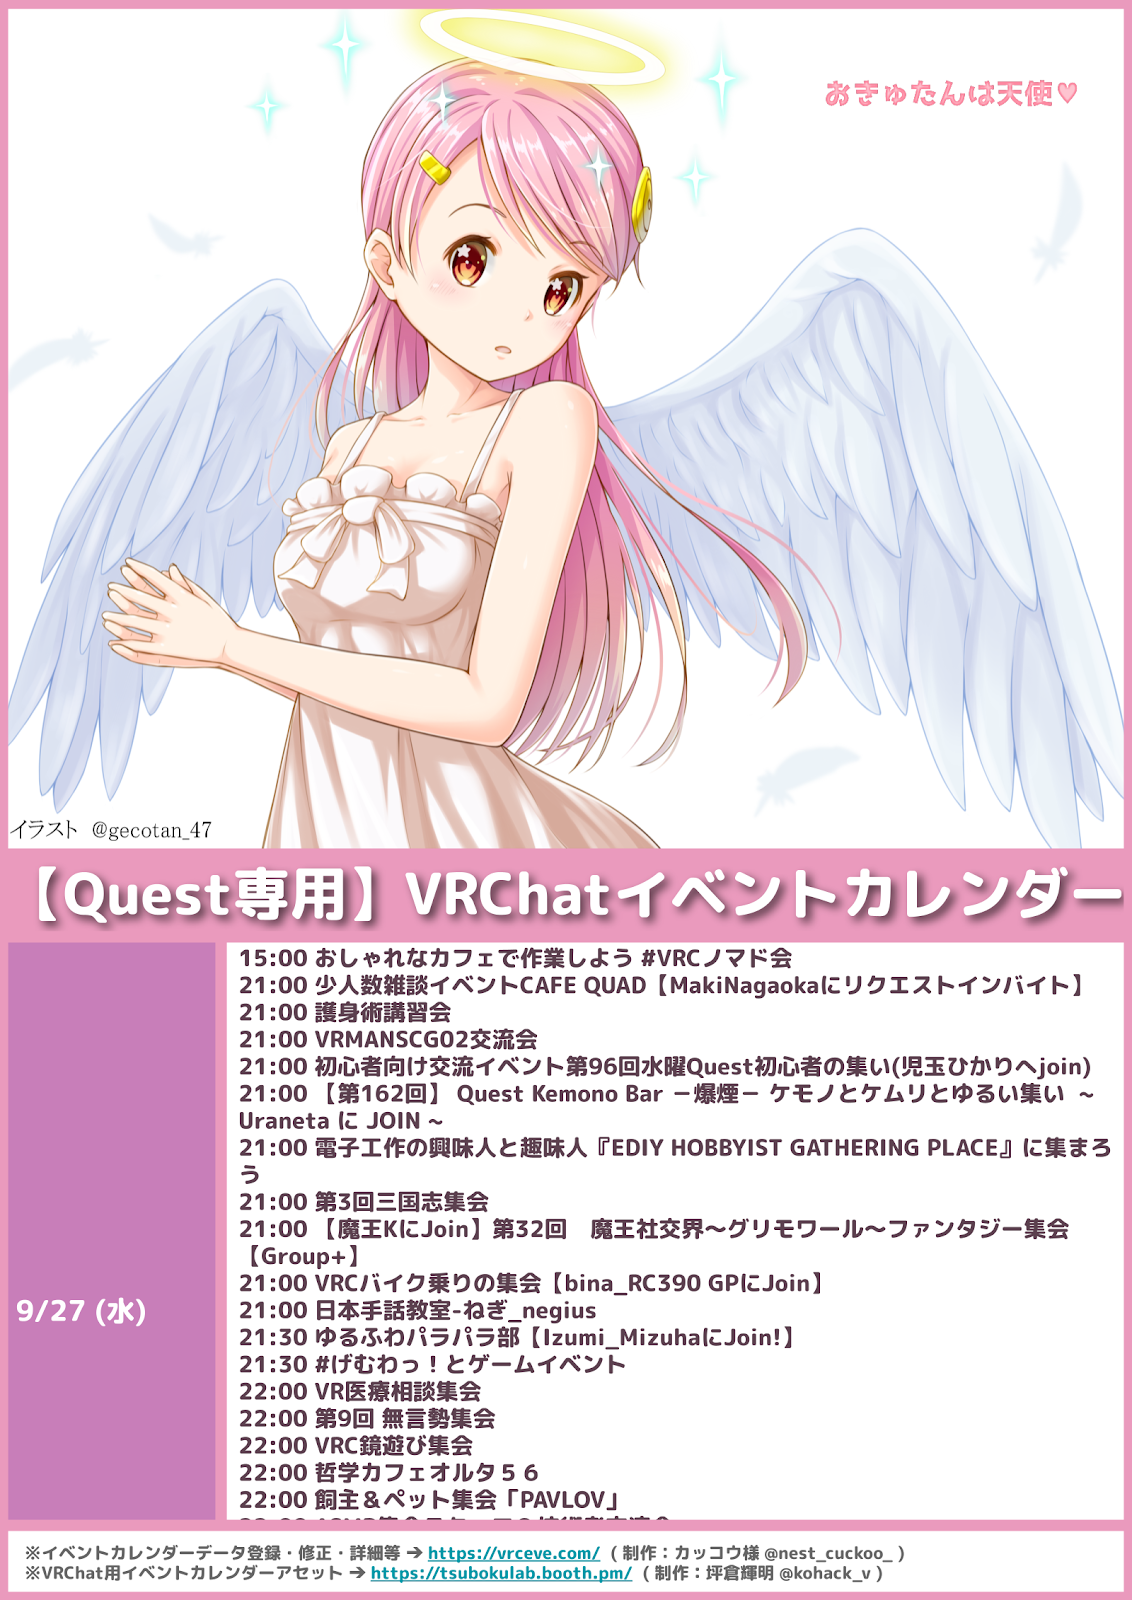 おきゅたんは天使♥
イラスト @gecotan_47
【Quest専用】VRChatイベントカレンダー
9/27 (水)
15:00 おしゃれなカフェで作業しよう #VRCノマド会
21:00 少人数雑談イベントCAFE QUAD【MakiNagaokaにリクエストインバイト】
21:00 護身術講習会
21:00 VRMANSCG02交流会
21:00 初心者向け交流イベント第96回水曜Quest初心者の集い(児玉ひかりへjoin)
21:00 【第162回】 Quest Kemono Bar －爆煙－ ケモノとケムリとゆるい集い ~
Uraneta に JOIN ~
21:00 電子工作の興味人と趣味人『EDIY HOBBYIST GATHERING PLACE』に集まろ
う
21:00 第3回三国志集会
21:00 【魔王KにJoin】第32回　魔王社交界～グリモワール～ファンタジー集会
【Group+】
21:00 VRCバイク乗りの集会【bina_RC390 GPにJoin】
21:00 日本手話教室-ねぎ_negius
21:30 ゆるふわパラパラ部【Izumi_MizuhaにJoin!】
21:30 #げむわっ！とゲームイベント
22:00 VR医療相談集会
22:00 第9回 無言勢集会
22:00 VRC鏡遊び集会
22:00 哲学カフェオルタ５６
22:00 飼主＆ペット集会「PAVLOV」
※イベントカレンダーデータ登録・修正・詳細等 ➔ https://vrceve.com/ ( 制作：カッコウ様 @nest_cuckoo_ )
※VRChat用イベントカレンダーアセット ➔ https://tsubokulab.booth.pm/ ( 制作：坪倉輝明 @kohack_v )